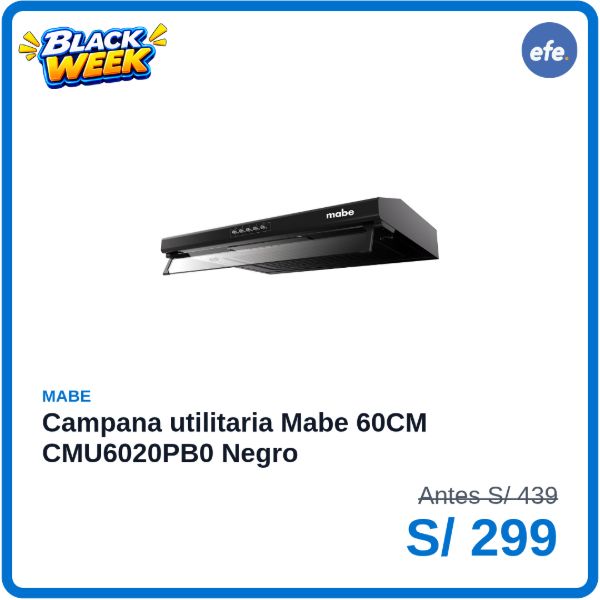 BLACK
WEEK
efe.
mabe
MABE
Campana utilitaria Mabe 60CM
CMU6020PB0 Negro
Antes S/ 439
S/ 299